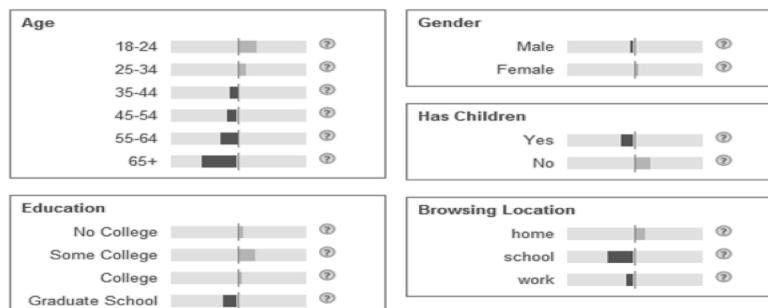 Age
18-24
25-34
35-44
45-54
55-64
65+
Education
No College
Some College
College
Graduate School
Gender
Male
Female
Has Children
Yes
No
Browsing Location
home
school
work